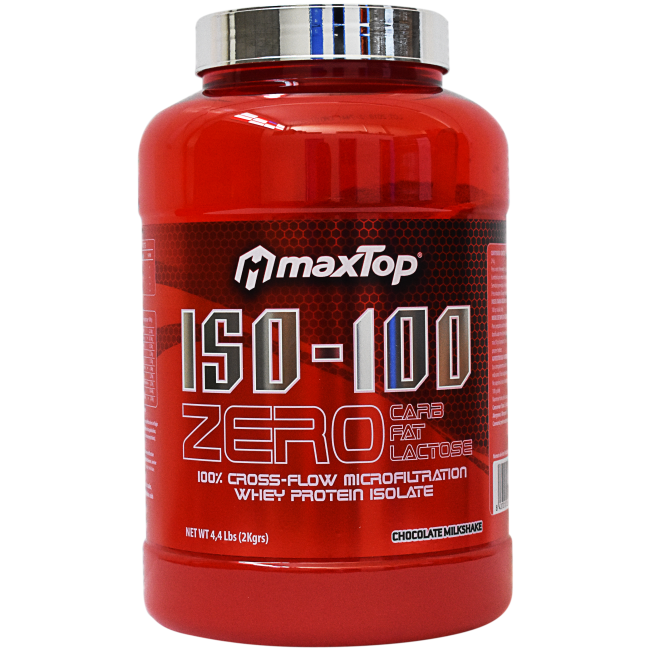 maxTop®
ISO-100
ZERO
CARB
FAT
LACTOSE
100% CROSS-FLOW MICROFILTRATION
WHEY PROTEIN ISOLATE
NET WT 4,4 Lbs (2Kgrs)
CHOCOLATE MILKSHAKE